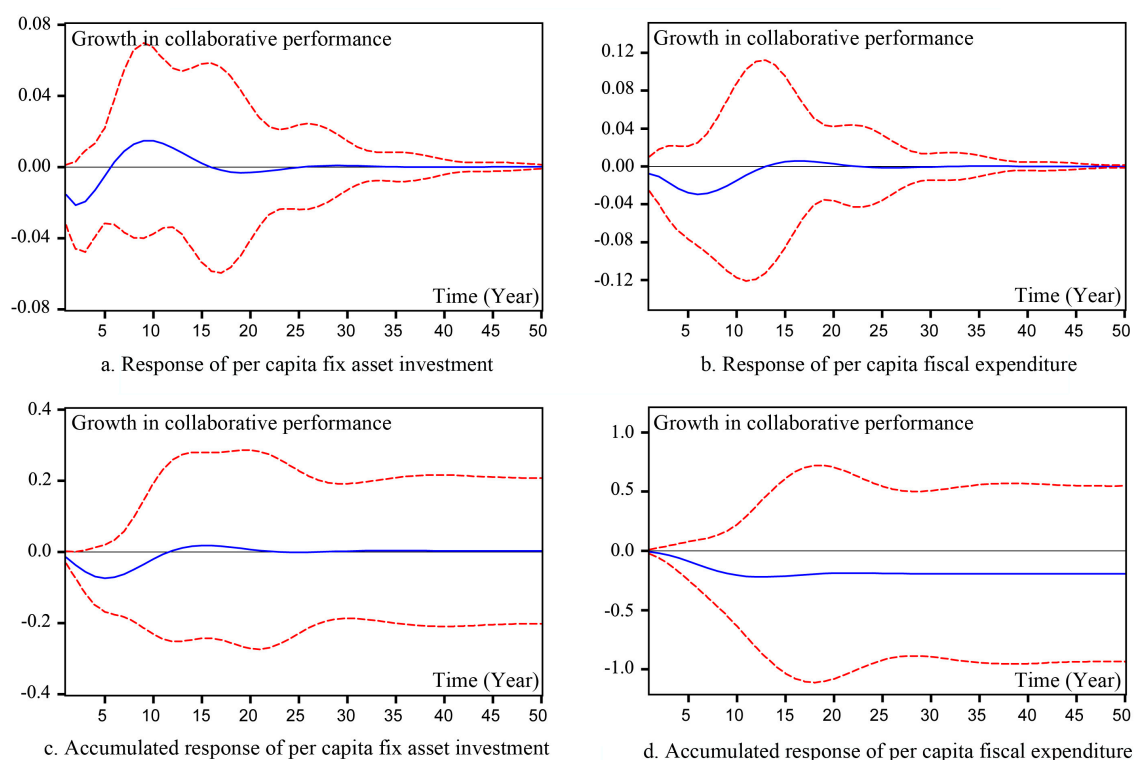 0.08
Growth in collaborative performance
0.04
0.00
-0.04
-0.08
Time (Year)
5 10 15 20 25 30 35 40 45 50
a. Response of per capita fix asset investment
0.12
Growth in collaborative performance
0.08
0.04
0.00
-0.04
-0.08
-0.12
Time (Year)
5 10 15 20 25 30 35 40 45 50
b. Response of per capita fiscal expenditure
0.4
Growth in collaborative performance
0.2
0.0
-0.2
-0.4
Time (Year)
5 10 15 20 25 30 35 40 45 50
c. Accumulated response of per capita fix asset investment
1.0
Growth in collaborative performance
0.5
0.0
-0.5
-1.0
Time (Year)
5 10 15 20 25 30 35 40 45 50
d. Accumulated response of per capita fiscal expenditure